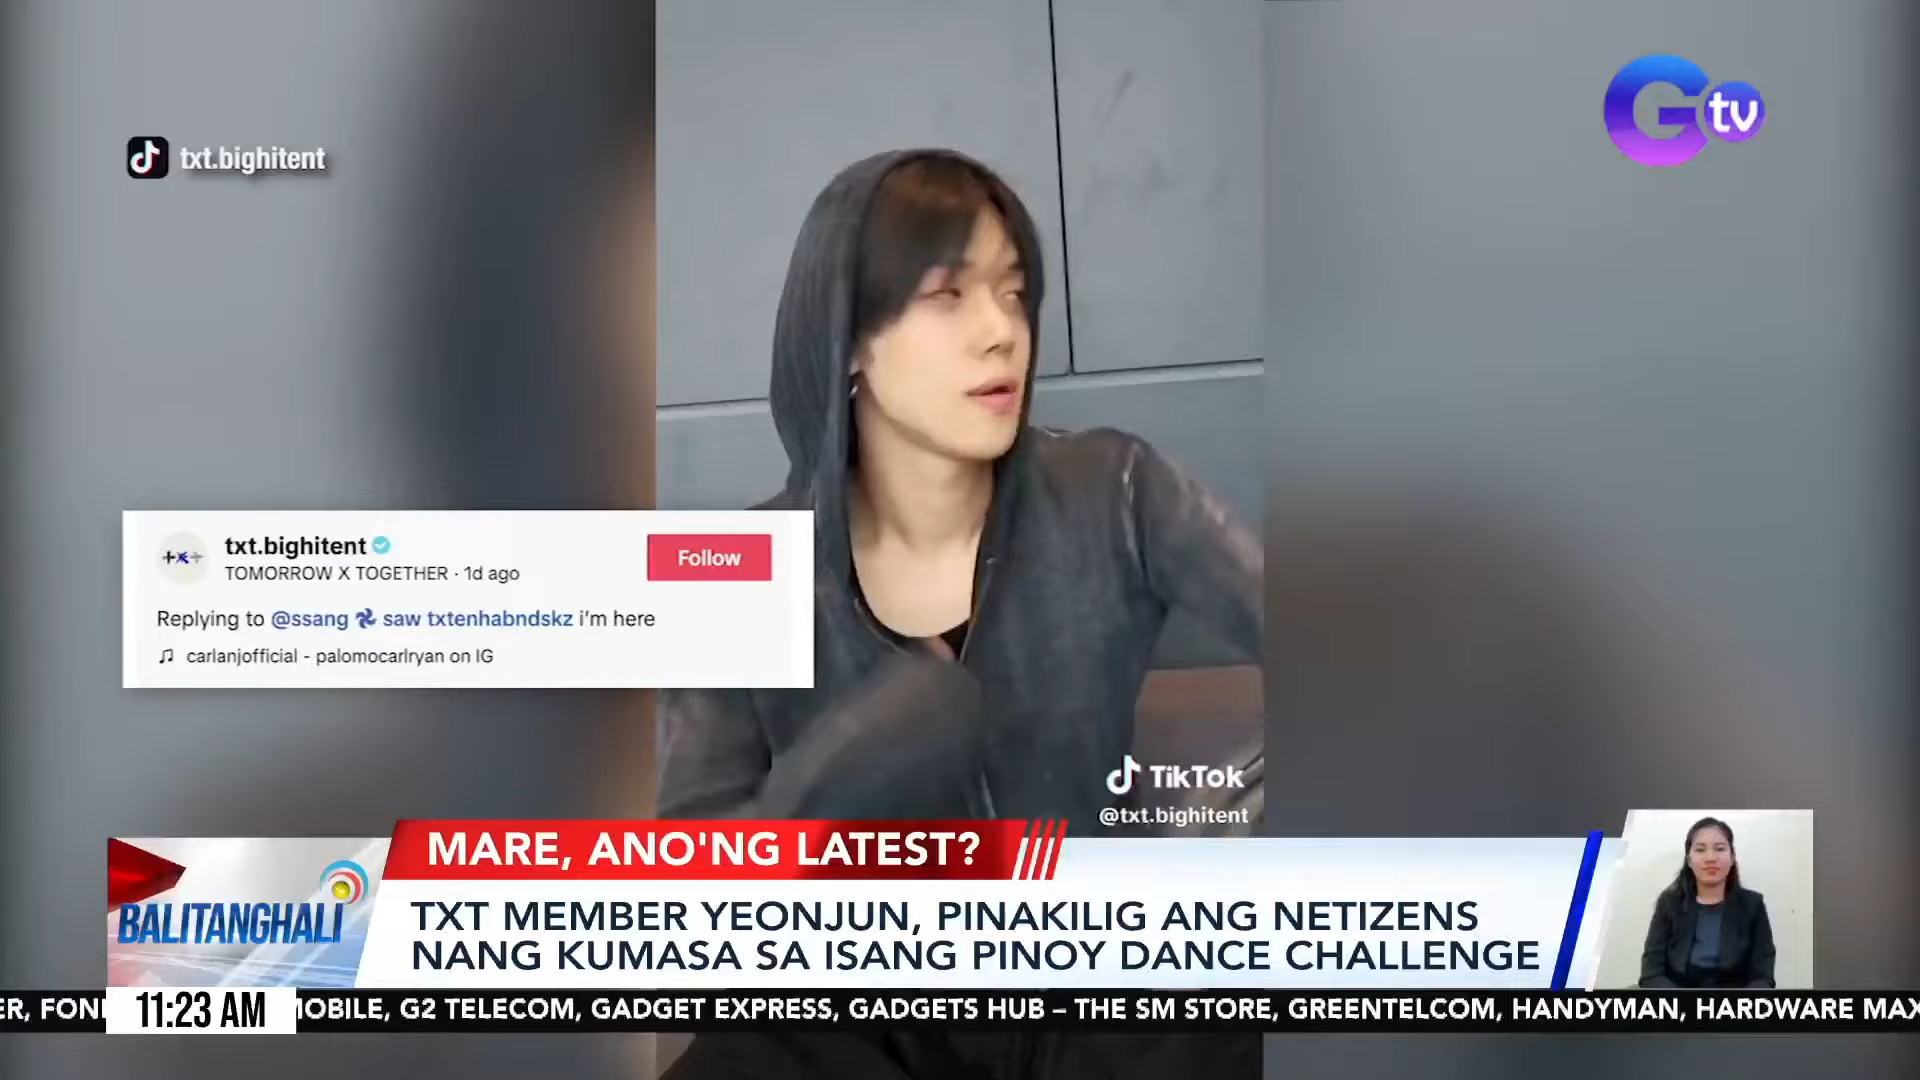 txt.bighitent
G tv
txt.bighitent
TOMORROW X TOGETHER · 1d ago
Follow
Replying to @ssang saw txtenhabndskz i'm here
carlanjofficial - palomocarlryan on IG
TikTok
@txt.bighitent
MARE, ANO'NG LATEST?
BALITANGHALI
TXT MEMBER YEONJUN, PINAKILIG ANG NETIZENS
NANG KUMASA SA ISANG PINOY DANCE CHALLENGE
11:23 AM
G2 TELECOM, GADGET EXPRESS, GADGETS HUB – THE SM STORE, GREENTELCOM, HANDYMAN, HARDWARE